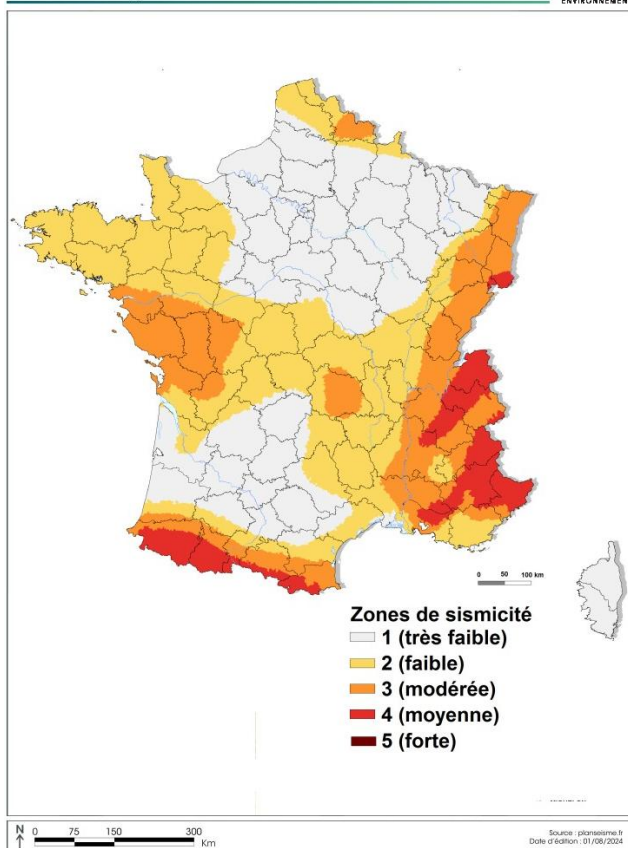 ENVIRONNEMENT
0 50 100 km
Zones de sismicité
1 (très faible)
2 (faible)
3 (modérée)
4 (moyenne)
5 (forte)
N 0 75 150 300
Km
Source : planseisme.fr
Date d'édition : 01/08/2024